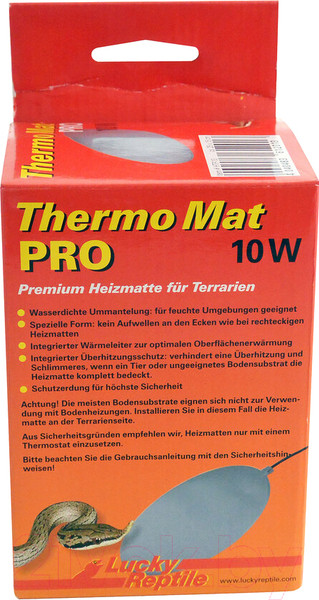 Thermo Mat
PRO
Thermo Mat
PRO 10 W
Premium Heizmatte für Terrarien
Wasserdichte Ummantelung: für feuchte Umgebungen geeignet
Spezielle Form: kein Aufwellen an den Ecken wie bei rechteckigen
Heizmatten
Integrierter Wärmeleiter zur optimalen Oberflächenerwärmung
Integrierter Überhitzungsschutz: verhindert eine Überhitzung und
Schlimmeres, wenn ein Tier oder ungeeignetes Bodensubstrat die
Heizmatte komplett bedeckt.
Schutzerdung für höchste Sicherheit
Achtung! Die meisten Bodensubstrate eignen sich nicht zur Verwen-
dung mit Bodenheizungen. Installieren Sie in diesem Fall die Heiz-
matte an der Terrarienseite.
Aus Sicherheitsgründen empfehlen wir, Heizmatten nur mit einem
Thermostat einzusetzen.
Bitte beachten Sie die Gebrauchsanleitung mit den Sicherheitshin-
weisen!
Lucky
Reptile
www.luckyreptile.com